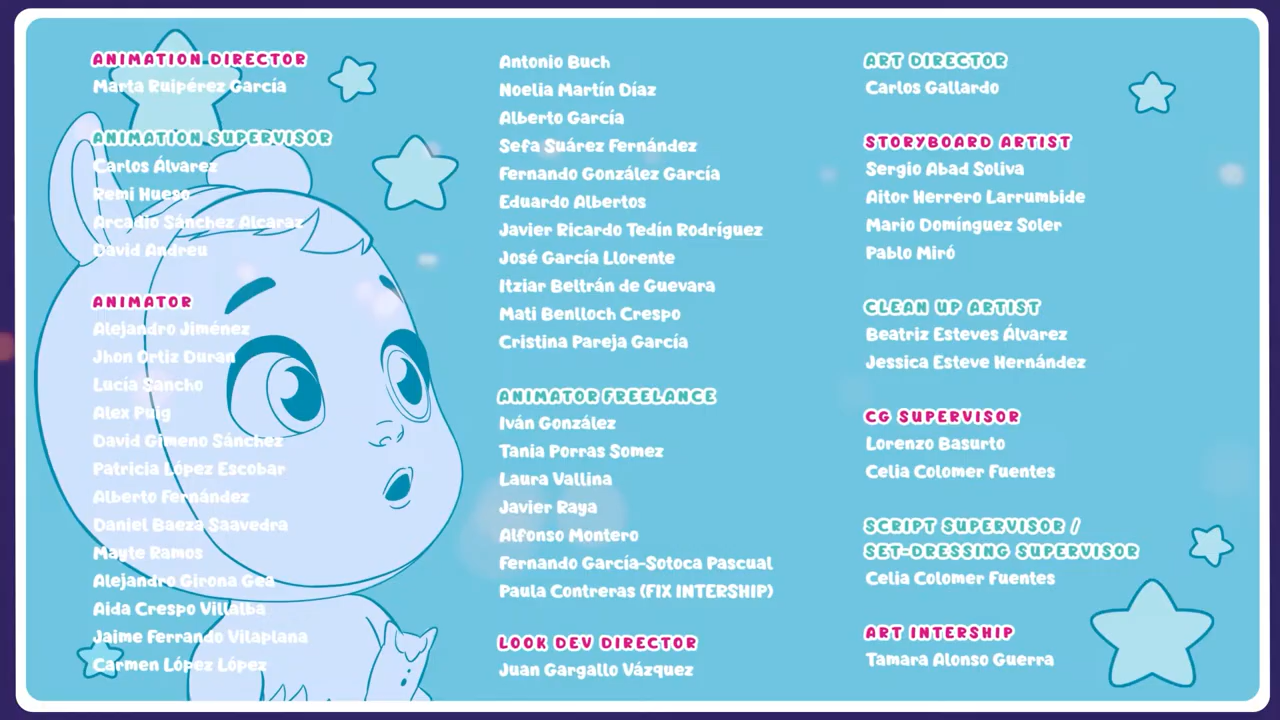 ANIMATION DIRECTOR
Marta Ruipérez García
ANIMATION SUPERVISOR
Carlos Álvarez
Remi Hueso
Arcadio Sánchez Alcaraz
David Andreu
ANIMATOR
Alejandro Jiménez
Jhon Ortiz Duran
Lucía Sancho
Alex Puig
David Gimeno Sánchez
Patricia López Escobar
Alberto Fernández
Daniel Baeza Saavedra
Mayte Ramos
Alejandro Girona Gea
Aida Crespo Villalba
Jaime Ferrando Vilaplana
Carmen López López
Antonio Buch
Noelia Martín Díaz
Alberto García
Sefa Suárez Fernández
Fernando González García
Eduardo Albertos
Javier Ricardo Tedín Rodríguez
José García Llorente
Itziar Beltrán de Guevara
Mati Benlloch Crespo
Cristina Pareja García
ANIMATOR FREELANCE
Iván González
Tania Porras Somez
Laura Vallina
Javier Raya
Alfonso Montero
Fernando García-Sotoca Pascual
Paula Contreras (FIX INTERSHIP)
LOOK DEV DIRECTOR
Juan Gargallo Vázquez
ART DIRECTOR
Carlos Gallardo
STORYBOARD ARTIST
Sergio Abad Soliva
Aitor Herrero Larrumbide
Mario Domínguez Soler
Pablo Miró
CLEAN UP ARTIST
Beatriz Esteves Álvarez
Jessica Esteve Hernández
CG SUPERVISOR
Lorenzo Basurto
Celia Colomer Fuentes
SCRIPT SUPERVISOR /
SET-DRESSING SUPERVISOR
Celia Colomer Fuentes
ART INTERSHIP
Tamara Alonso Guerra